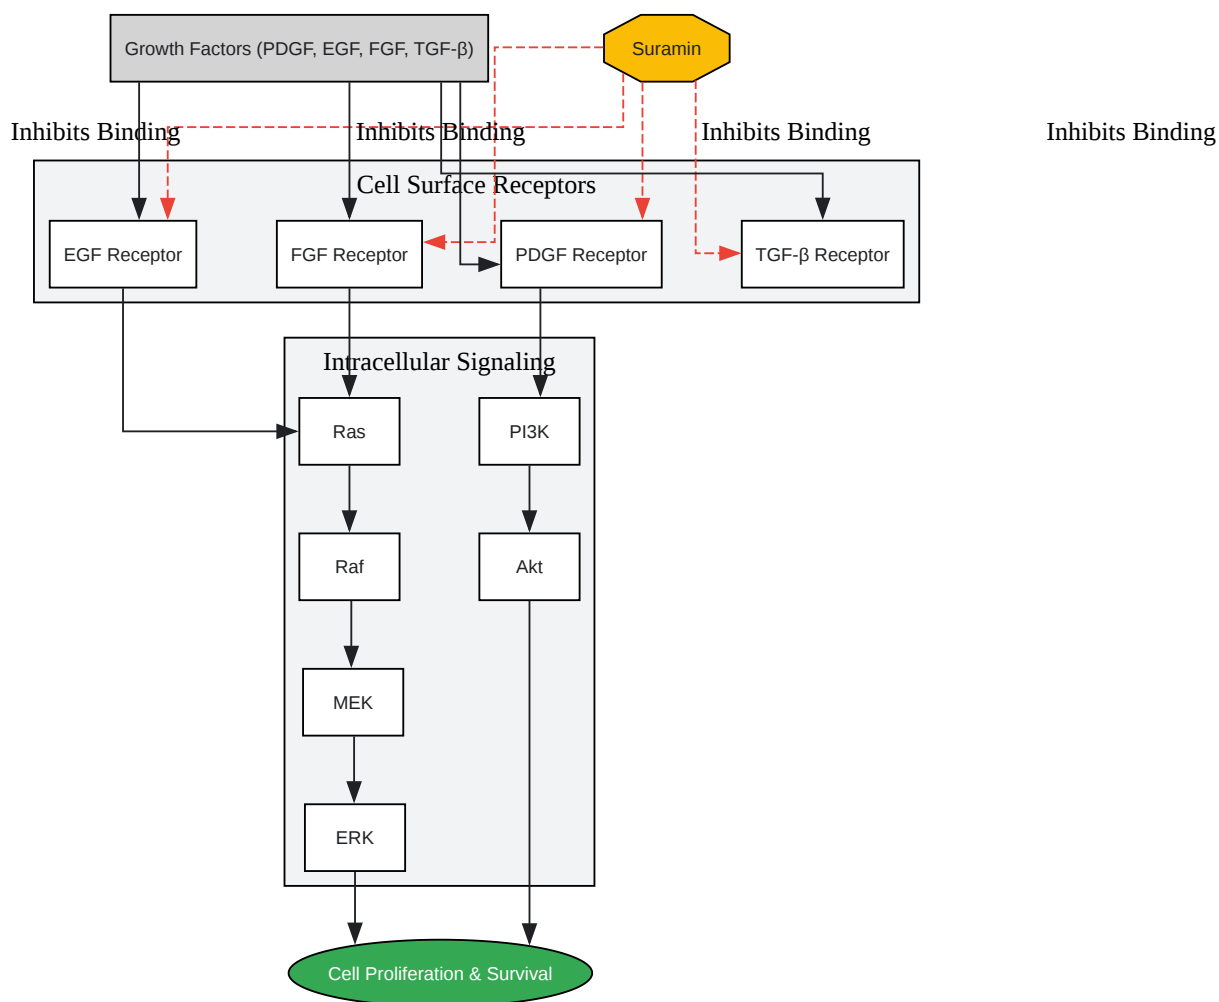 Growth Factors (PDGF, EGF, FGF, TGF-β)
Suramin
Inhibits Binding
Inhibits Binding
Inhibits Binding
Inhibits Binding
Cell Surface Receptors
EGF Receptor
FGF Receptor
PDGF Receptor
TGF-β Receptor
Intracellular Signaling
Ras
PI3K
Raf
Akt
MEK
ERK
Cell Proliferation & Survival